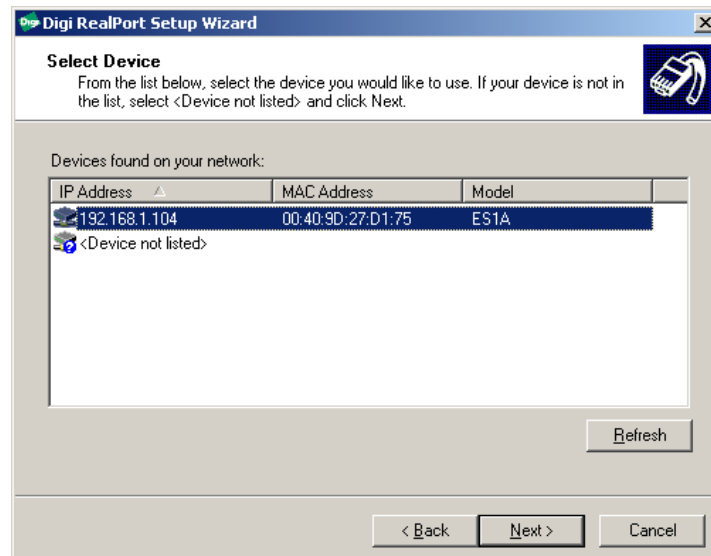 Digi Digi RealPort Setup Wizard
Select Device
From the list below, select the device you would like to use. If your device is not in
the list, select <Device not listed> and click Next.
Devices found on your network:
IP Address MAC Address Model
192.168.1.104 00:40:9D:27:D1:75 ES1A
<Device not listed>
Refresh
< Back Next > Cancel